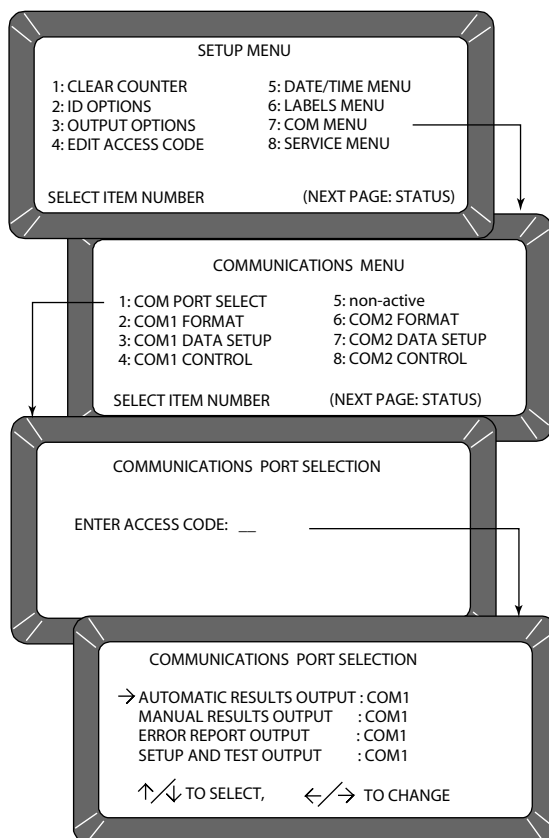 SETUP MENU
1: CLEAR COUNTER 5: DATE/TIME MENU
2: ID OPTIONS 6: LABELS MENU
3: OUTPUT OPTIONS 7: COM MENU
4: EDIT ACCESS CODE 8: SERVICE MENU
SELECT ITEM NUMBER (NEXT PAGE: STATUS)
COMMUNICATIONS MENU
1: COM PORT SELECT 5: non-active
2: COM1 FORMAT 6: COM2 FORMAT
3: COM1 DATA SETUP 7: COM2 DATA SETUP
4: COM1 CONTROL 8: COM2 CONTROL
SELECT ITEM NUMBER (NEXT PAGE: STATUS)
COMMUNICATIONS PORT SELECTION
ENTER ACCESS CODE: __
COMMUNICATIONS PORT SELECTION
→ AUTOMATIC RESULTS OUTPUT : COM1
MANUAL RESULTS OUTPUT : COM1
ERROR REPORT OUTPUT : COM1
SETUP AND TEST OUTPUT : COM1
↑/↓ TO SELECT, ←/→ TO CHANGE